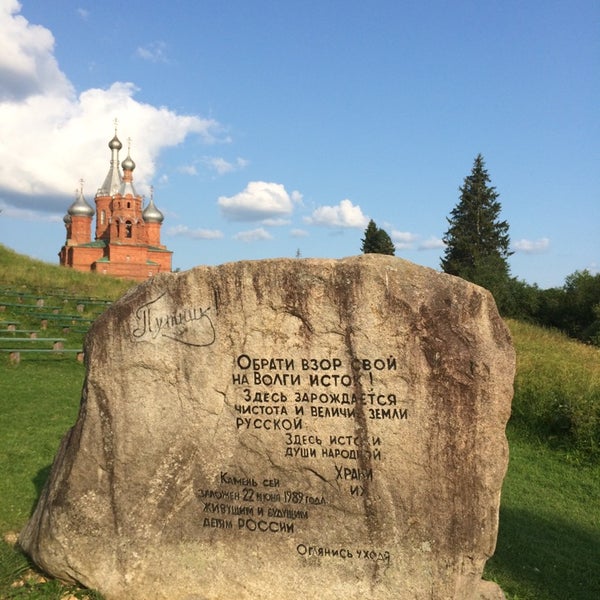 Путник!
Обрати взор свой
на Волги исток!
Здесь зарождается
чистота и величие земли
русской
Здесь истоки
души народной
Храни
их
Камень сей
заложен 22 июня 1989 года
живущим и будущим
детям России
Оглянись уходя